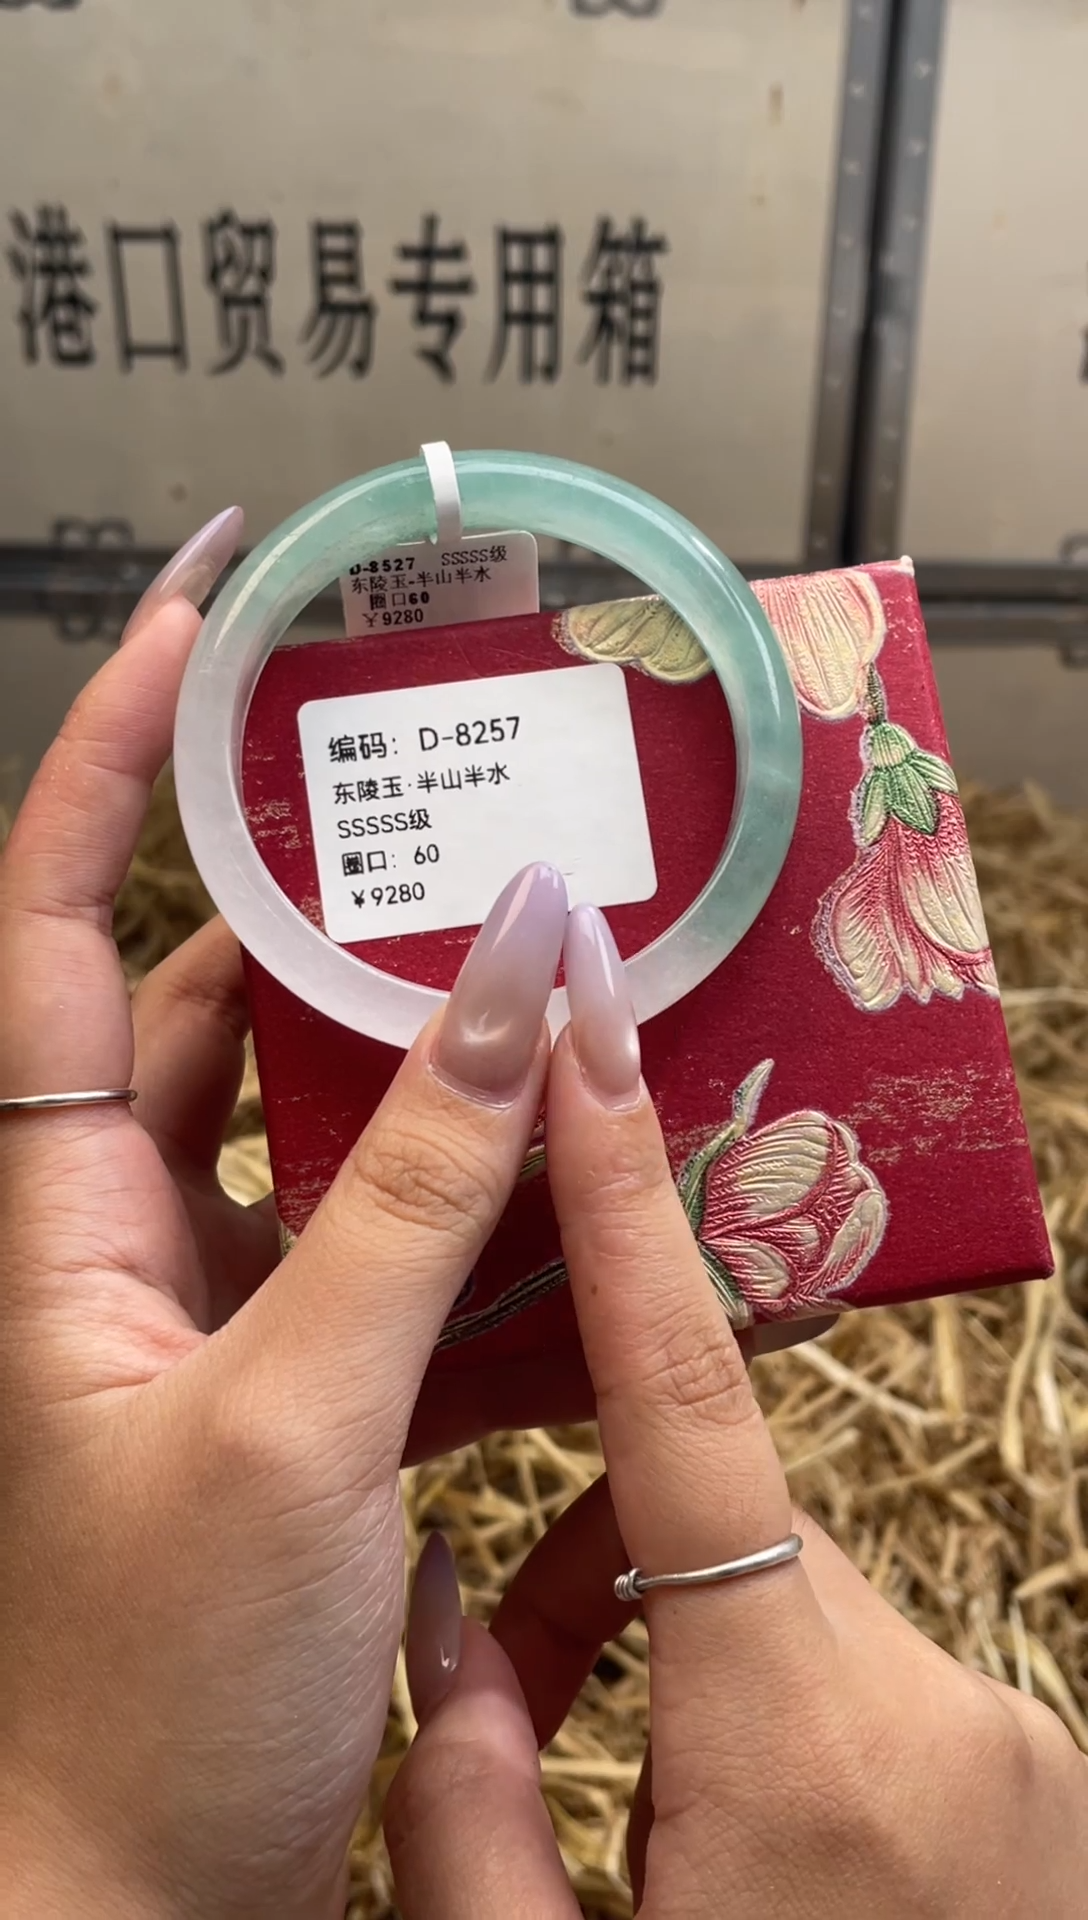 港口贸易专用箱
D-8527 SSSSS级
东陵玉-半山半水
圈口60
￥9280
编码：D-8257
东陵玉·半山半水
SSSSS级
圈口：60
￥9280